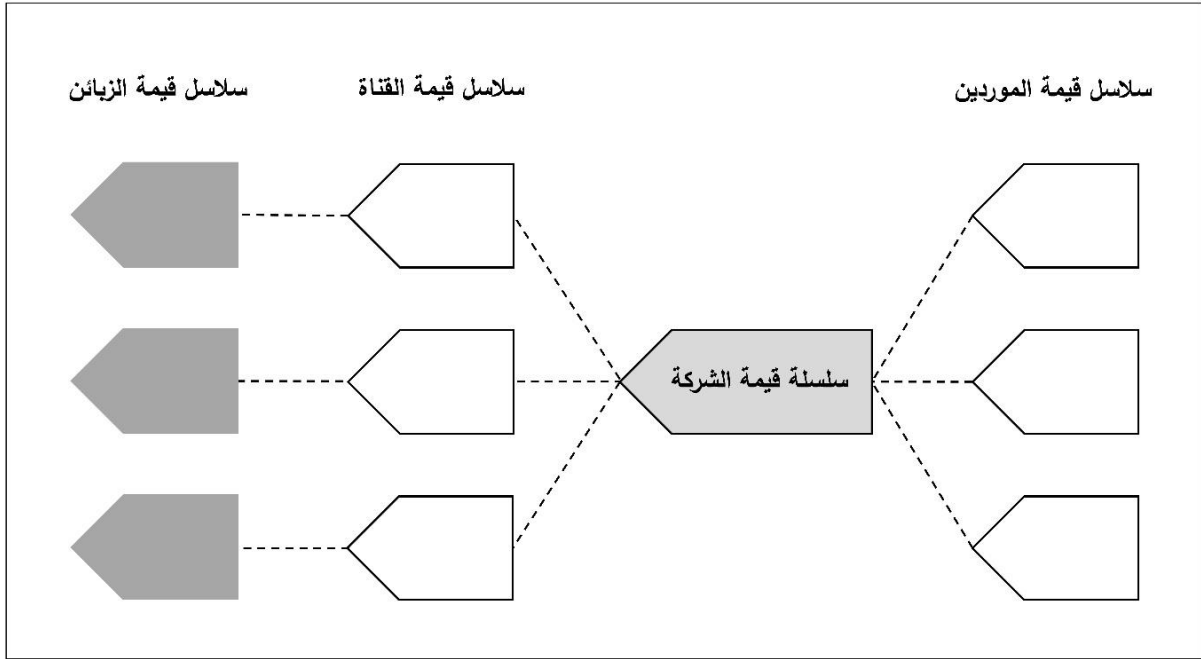 سلاسل قيمة الموردين
سلاسل قيمة القناة
سلاسل قيمة الزبائن
سلسلة قيمة الشركة